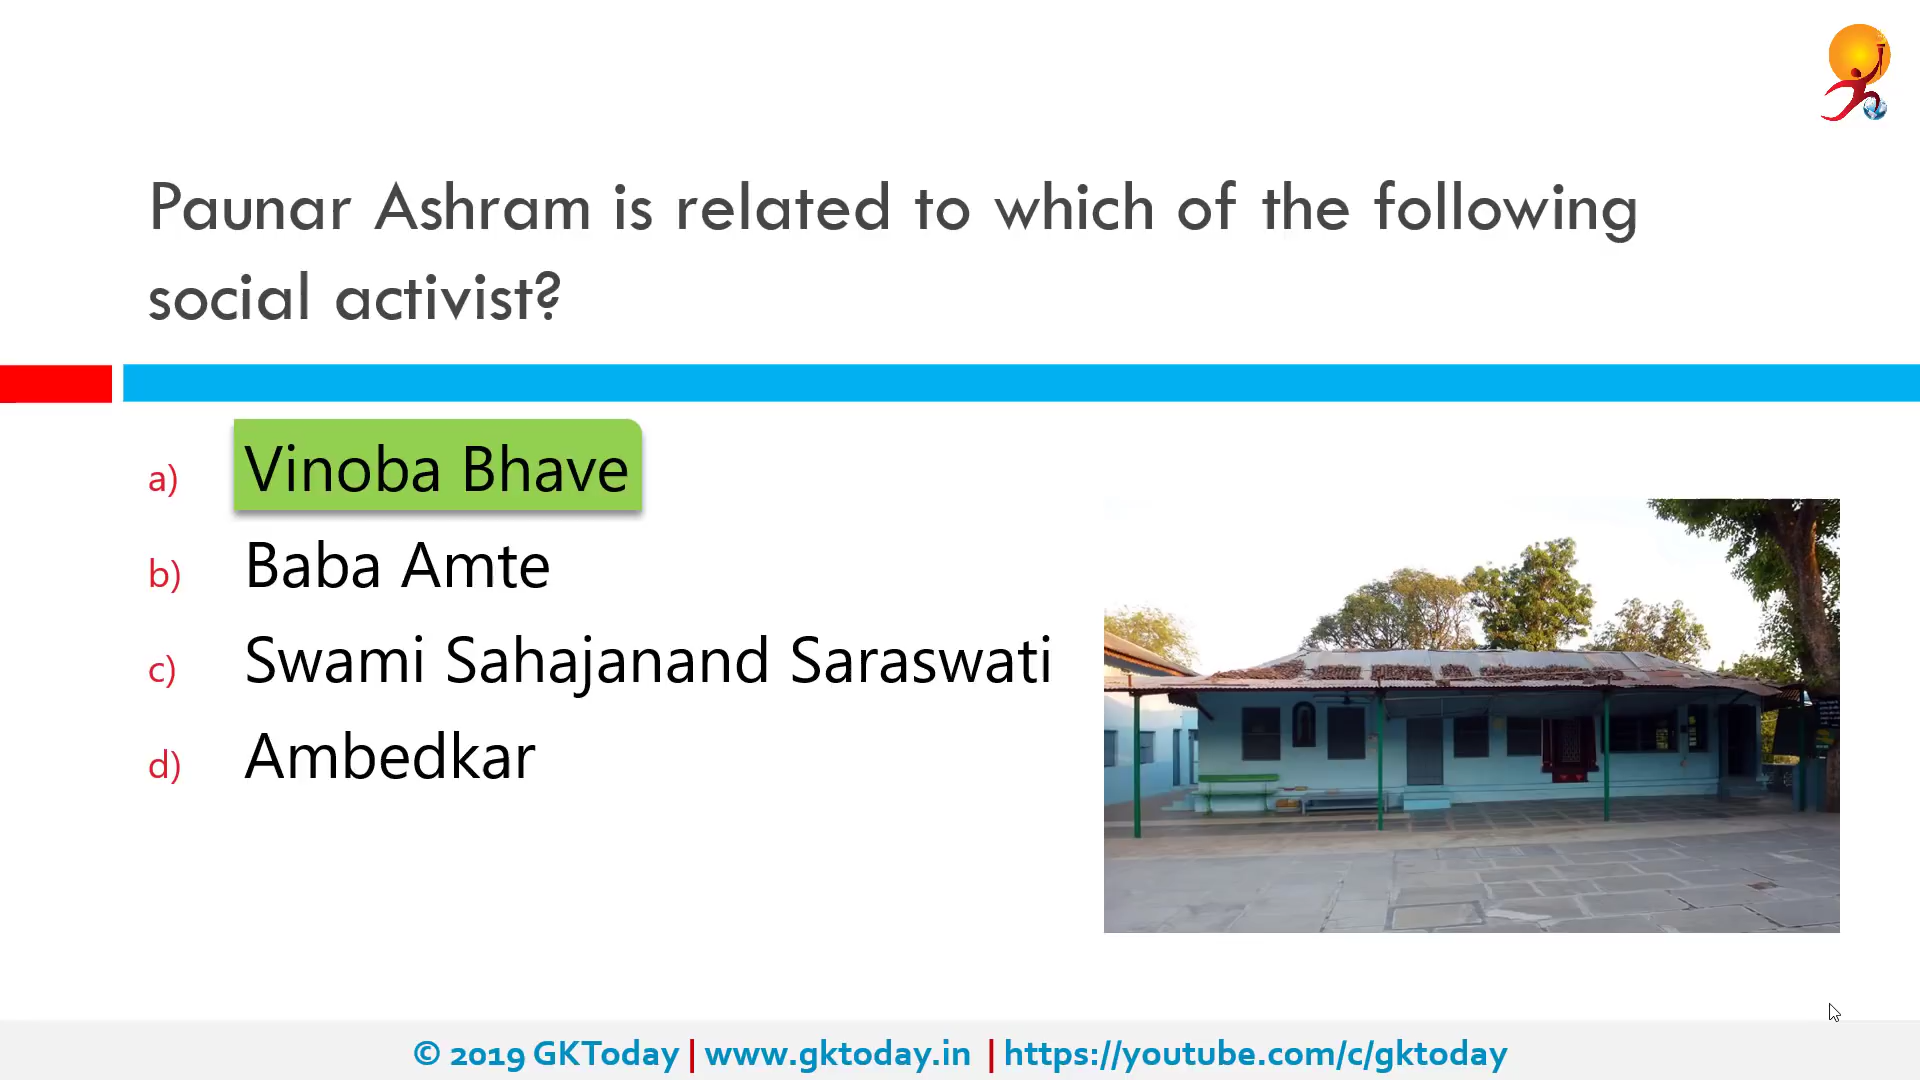 Paunar Ashram is related to which of the following
social activist?
a) Vinoba Bhave
b) Baba Amte
c) Swami Sahajanand Saraswati
d) Ambedkar
© 2019 GKToday | www.gktoday.in | https://youtube.com/c/gktoday